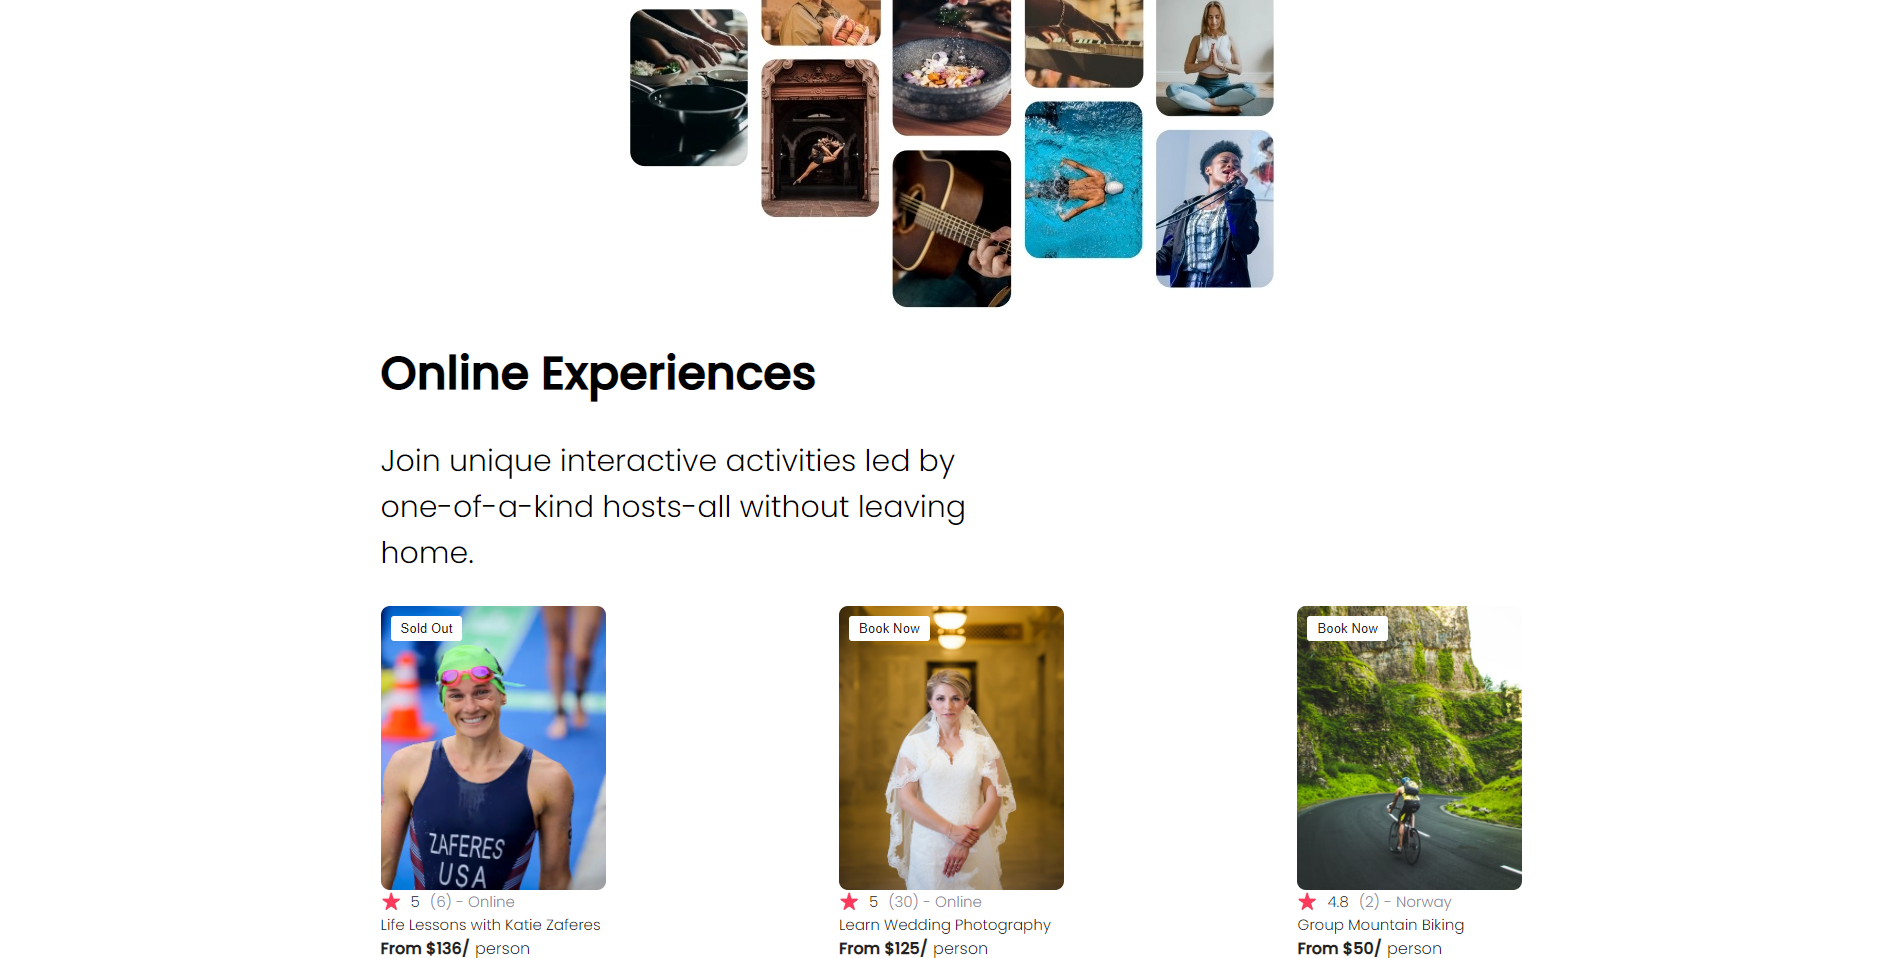 Online Experiences
Join unique interactive activities led by
one-of-a-kind hosts-all without leaving
home.
Sold Out
ZAFERES
USA
5 (6) - Online
Life Lessons with Katie Zaferes
From $136/ person
Book Now
5 (30) - Online
Learn Wedding Photography
From $125/ person
Book Now
4.8 (2) - Norway
Group Mountain Biking
From $50/ person